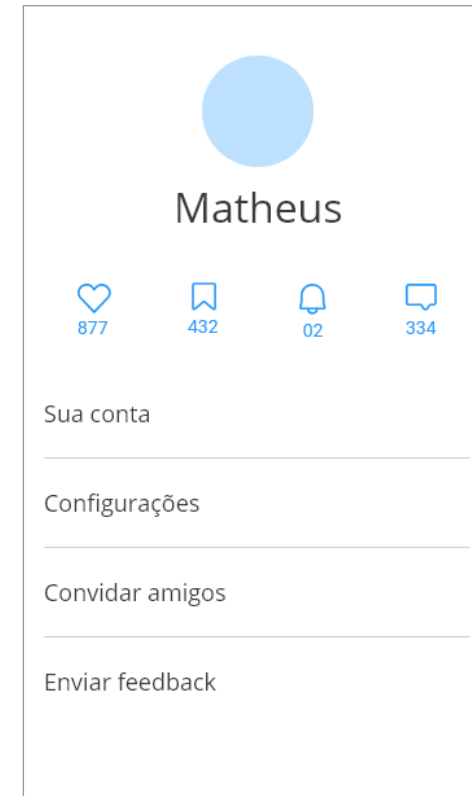 Matheus
877 432 02 334
Sua conta
Configurações
Convidar amigos
Enviar feedback